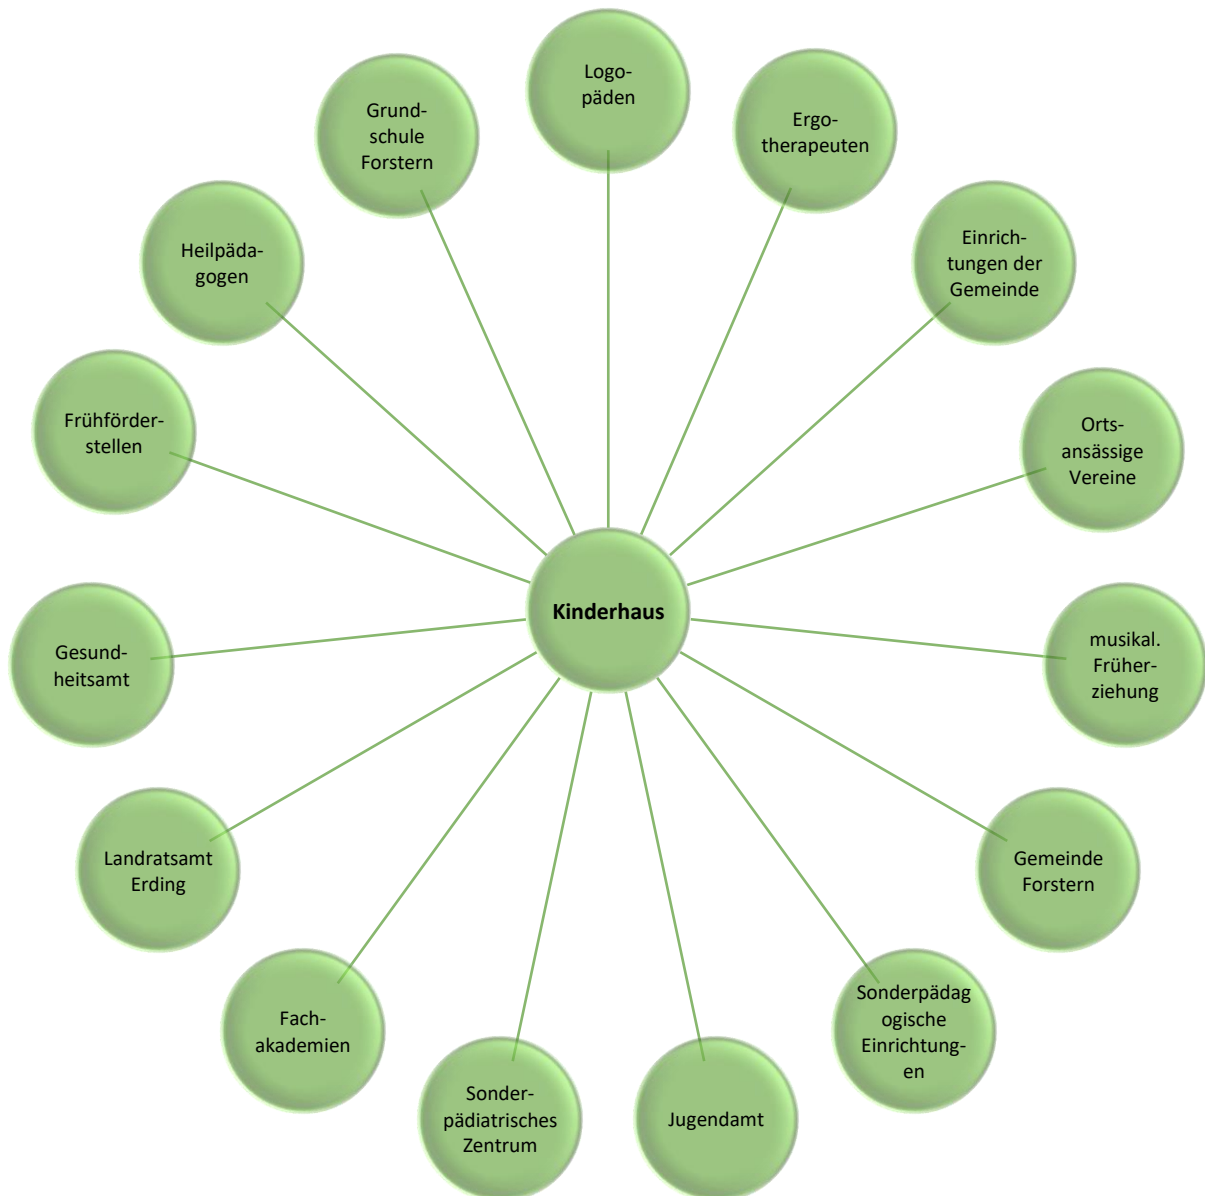 Logo-
päden
Ergo-
therapeuten
Einrich-
tungen der
Gemeinde
Orts-
ansässige
Vereine
musikal.
Früher-
ziehung
Gemeinde
Forstern
Sonderpädag
ogische
Einrichtung-
en
Jugendamt
Sonder-
pädiatrisches
Zentrum
Fach-
akademien
Landratsamt
Erding
Gesund-
heitsamt
Frühförder-
stellen
Heilpäda-
gogen
Grund-
schule
Forstern
Kinderhaus